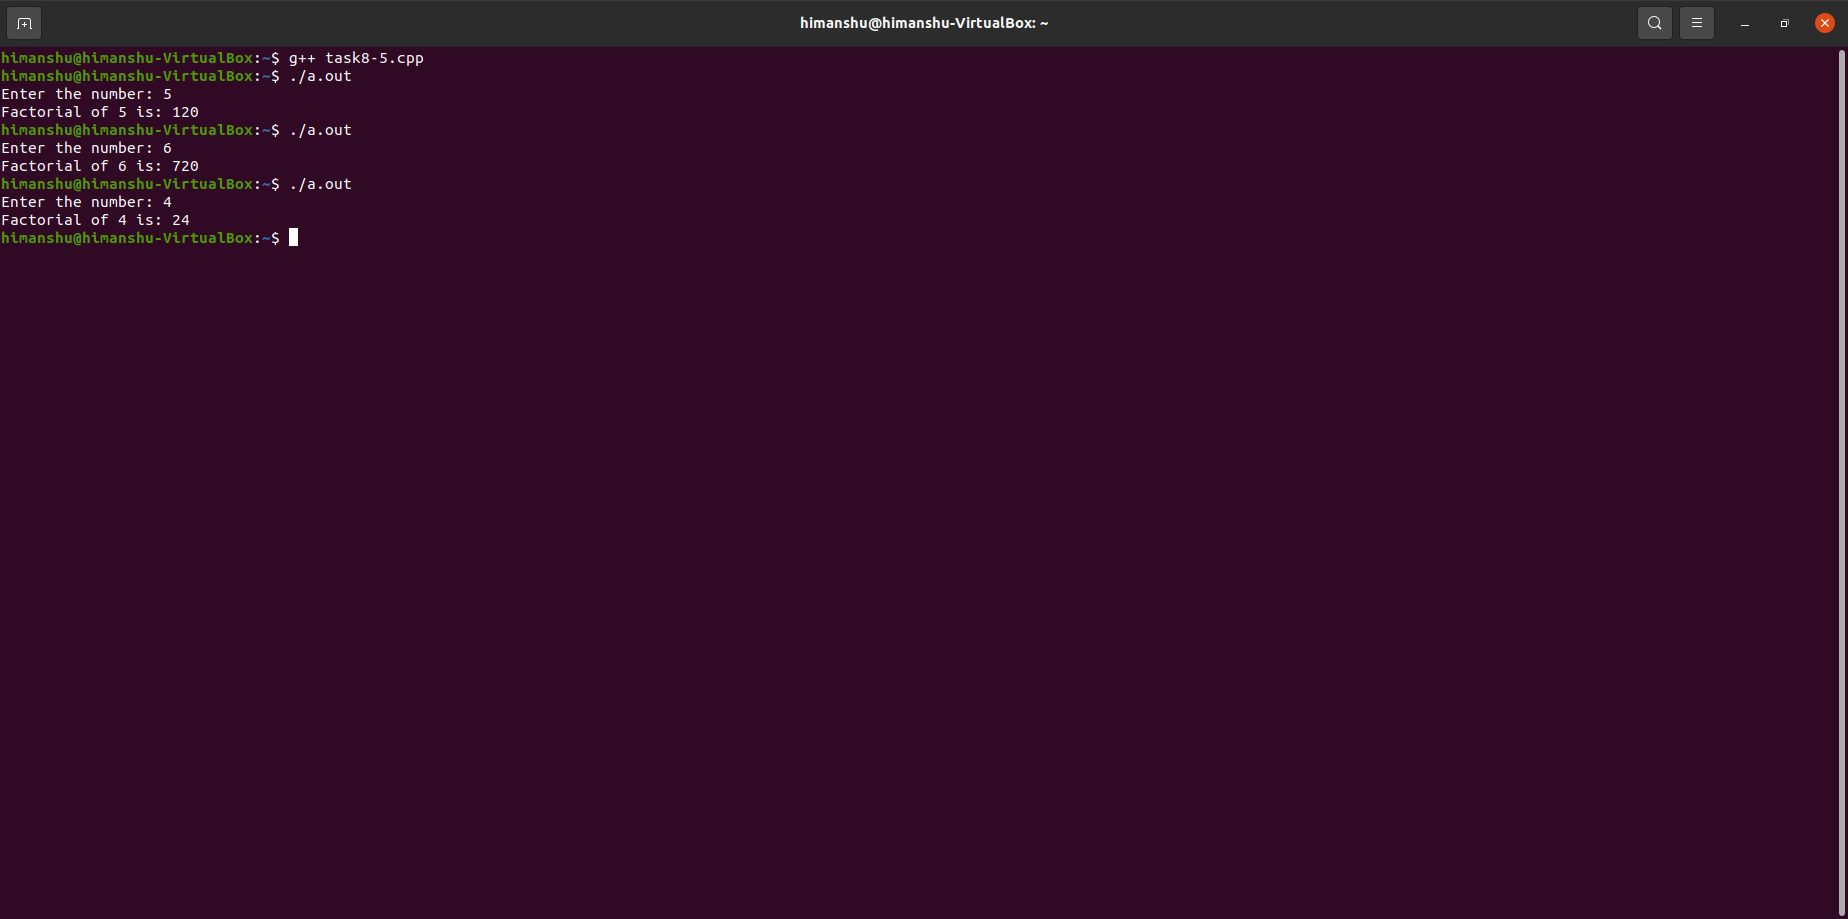 himanshu@himanshu-VirtualBox: ~
himanshu@himanshu-VirtualBox:~$ g++ task8-5.cpp
himanshu@himanshu-VirtualBox:~$ ./a.out
Enter the number: 5
Factorial of 5 is: 120
himanshu@himanshu-VirtualBox:~$ ./a.out
Enter the number: 6
Factorial of 6 is: 720
himanshu@himanshu-VirtualBox:~$ ./a.out
Enter the number: 4
Factorial of 4 is: 24
himanshu@himanshu-VirtualBox:~$